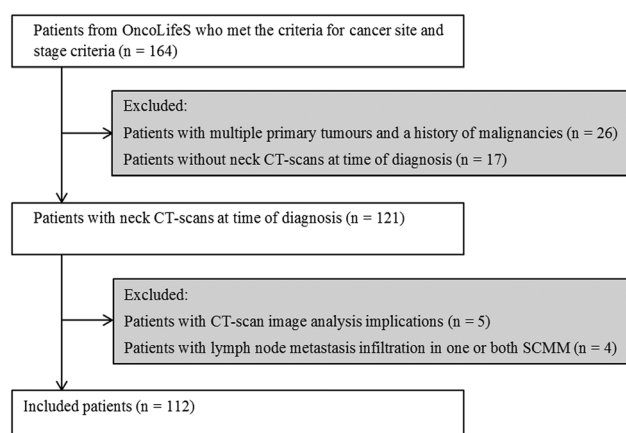 Patients from OncoLifeS who met the criteria for cancer site and
stage criteria (n = 164)
Excluded:
Patients with multiple primary tumours and a history of malignancies (n = 26)
Patients without neck CT-scans at time of diagnosis (n = 17)
Patients with neck CT-scans at time of diagnosis (n = 121)
Excluded:
Patients with CT-scan image analysis implications (n = 5)
Patients with lymph node metastasis infiltration in one or both SCMM (n = 4)
Included patients (n = 112)